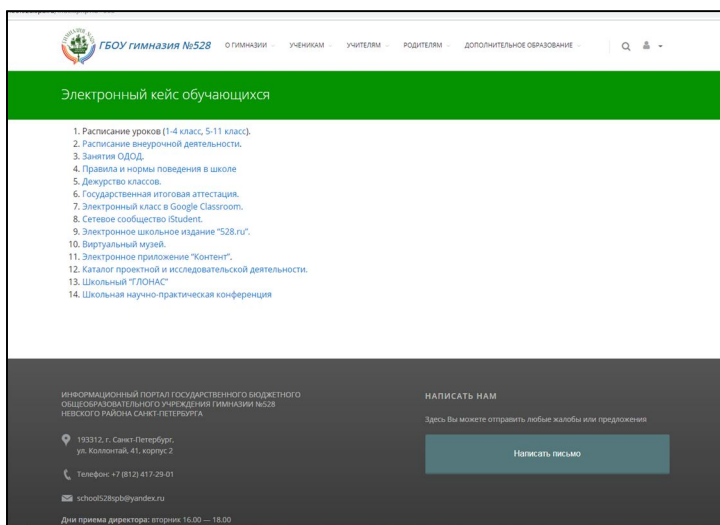 ГБОУ гимназия №528
О ГИМНАЗИИ
УЧЕНИКАМ
УЧИТЕЛЯМ
РОДИТЕЛЯМ
ДОПОЛНИТЕЛЬНОЕ ОБРАЗОВАНИЕ
Электронный кейс обучающихся
1. Расписание уроков (1-4 класс, 5-11 класс).
2. Расписание внеурочной деятельности.
3. Занятия ОДОД.
4. Правила и нормы поведения в школе
5. Дежурство классов.
6. Государственная итоговая аттестация.
7. Электронный класс в Google Classroom.
8. Сетевое сообщество iStudent.
9. Электронное школьное издание "528.ru".
10. Виртуальный музей.
11. Электронное приложение "Контент".
12. Каталог проектной и исследовательской деятельности.
13. Школьный "ГЛОНАС"
14. Школьная научно-практическая конференция
ИНФОРМАЦИОННЫЙ ПОРТАЛ ГОСУДАРСТВЕННОГО БЮДЖЕТНОГО
ОБЩЕОБРАЗОВАТЕЛЬНОГО УЧРЕЖДЕНИЯ ГИМНАЗИИ №528
НЕВСКОГО РАЙОНА САНКТ-ПЕТЕРБУРГА
193312, г. Санкт-Петербург,
ул. Коллонтай, 41, корпус 2
Телефон: +7 (812) 417-29-01
school528spb@yandex.ru
Дни приема директора: вторник 16.00 — 18.00
НАПИСАТЬ НАМ
Здесь Вы можете отправить любые жалобы или предложения
Написать письмо